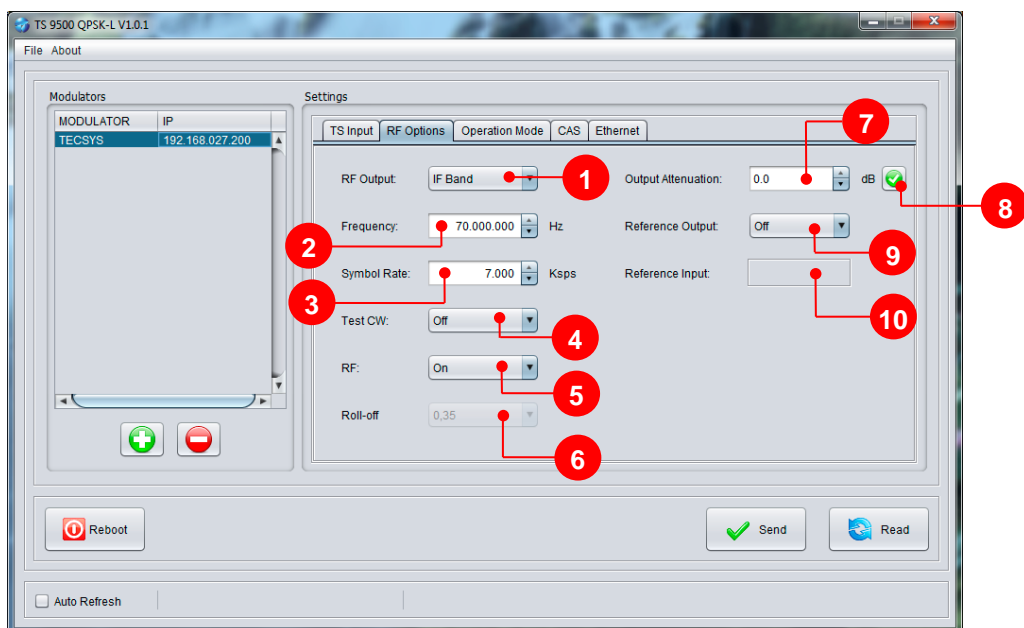 TS 9500 QPSK-L V1.0.1
File About
Modulators
MODULATOR IP
TECSYS 192.168.027.200
Settings
TS Input RF Options Operation Mode CAS Ethernet
RF Output: IF Band 1 Output Attenuation: 0.0 dB 7
8
Frequency: 70.000.000 Hz 2 Reference Output: Off 9
Symbol Rate: 7.000 Ksps 3 Reference Input: 10
Test CW: Off 4
RF: On 5
Roll-off 0,35 6
Reboot Send Read
Auto Refresh